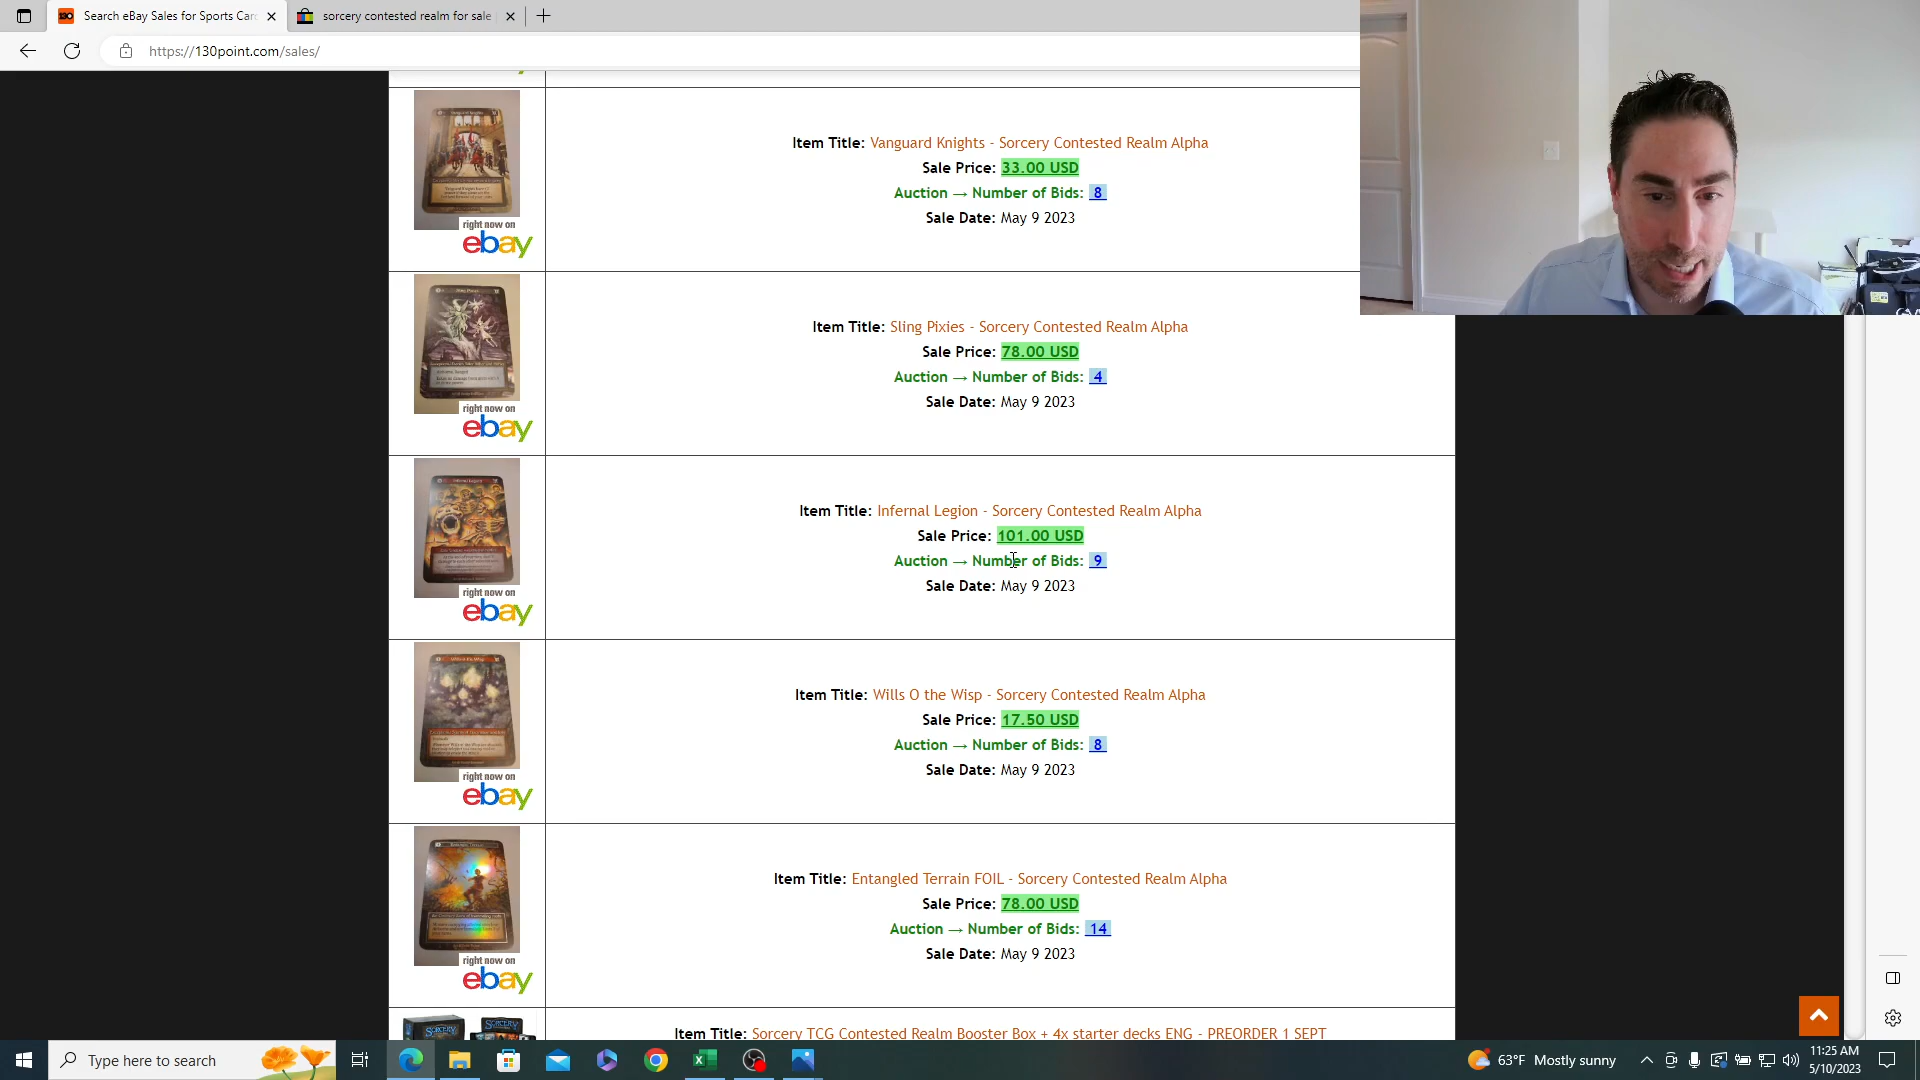 Search eBay Sales for Sports Car
sorcery contested realm for sale
https://130point.com/sales/
Item Title: Vanguard Knights - Sorcery Contested Realm Alpha
Sale Price: 33.00 USD
Auction → Number of Bids: 8
Sale Date: May 9 2023
right now on
ebay
Item Title: Sling Pixies - Sorcery Contested Realm Alpha
Sale Price: 78.00 USD
Auction → Number of Bids: 4
Sale Date: May 9 2023
right now on
ebay
Item Title: Infernal Legion - Sorcery Contested Realm Alpha
Sale Price: 101.00 USD
Auction → Number of Bids: 9
Sale Date: May 9 2023
right now on
ebay
Item Title: Wills O the Wisp - Sorcery Contested Realm Alpha
Sale Price: 17.50 USD
Auction → Number of Bids: 8
Sale Date: May 9 2023
right now on
ebay
Item Title: Entangled Terrain FOIL - Sorcery Contested Realm Alpha
Sale Price: 78.00 USD
Auction → Number of Bids: 14
Sale Date: May 9 2023
right now on
ebay
Item Title: Sorcery TCG Contested Realm Booster Box + 4x starter decks ENG - PREORDER 1 SEPT
Type here to search
63°F Mostly sunny
11:25 AM
5/10/2023